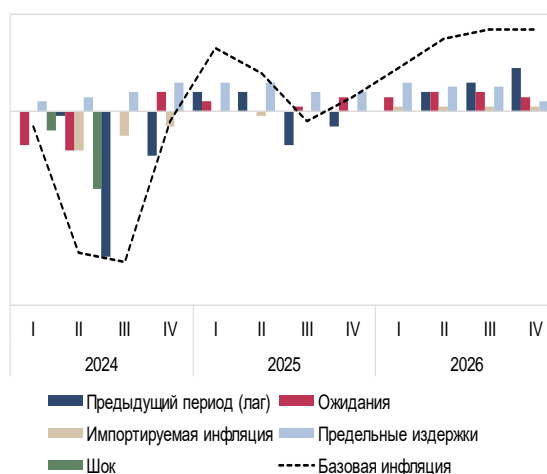 I II III IV I II III IV I II III IV
2024 2025 2026
Предыдущий период (лаг) Ожидания
Импортируемая инфляция Предельные издержки
Шок Базовая инфляция